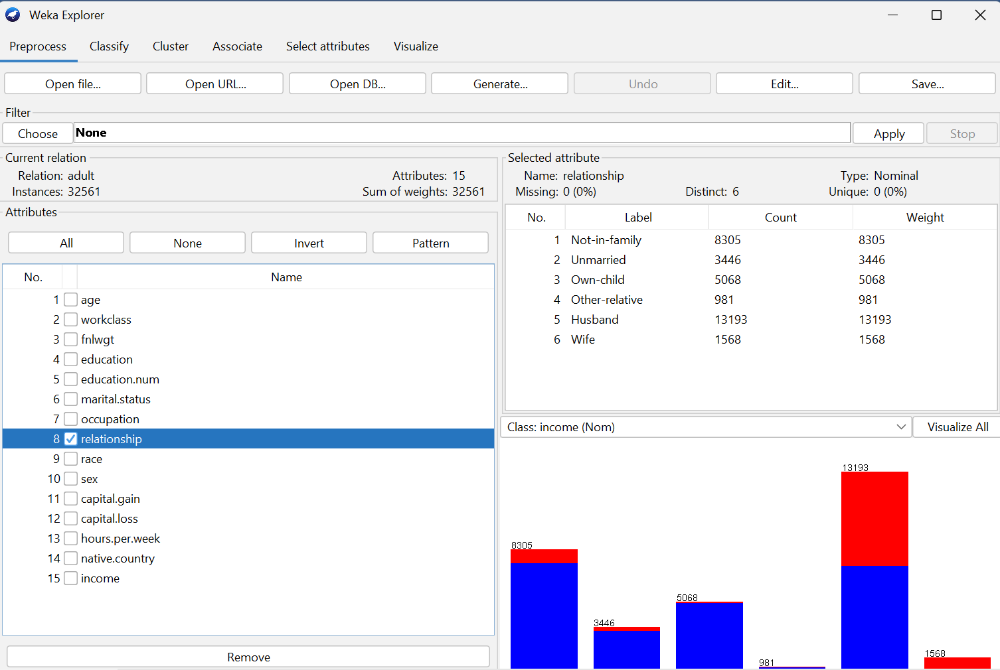 Weka Explorer
Preprocess Classify Cluster Associate Select attributes Visualize
Open file... Open URL... Open DB... Generate... Undo Edit... Save...
Filter
Choose None Apply Stop
Current relation
Relation: adult Attributes: 15
Instances: 32561 Sum of weights: 32561
Attributes
All None Invert Pattern
No. Name
1 age
2 workclass
3 fnlwgt
4 education
5 education.num
6 marital.status
7 occupation
8 relationship
9 race
10 sex
11 capital.gain
12 capital.loss
13 hours.per.week
14 native.country
15 income
Remove
Selected attribute
Name: relationship Type: Nominal
Missing: 0 (0%) Distinct: 6 Unique: 0 (0%)
No. Label Count Weight
1 Not-in-family 8305 8305
2 Unmarried 3446 3446
3 Own-child 5068 5068
4 Other-relative 981 981
5 Husband 13193 13193
6 Wife 1568 1568
Class: income (Nom) Visualize All
8305
3446
5068
981
13193
1568